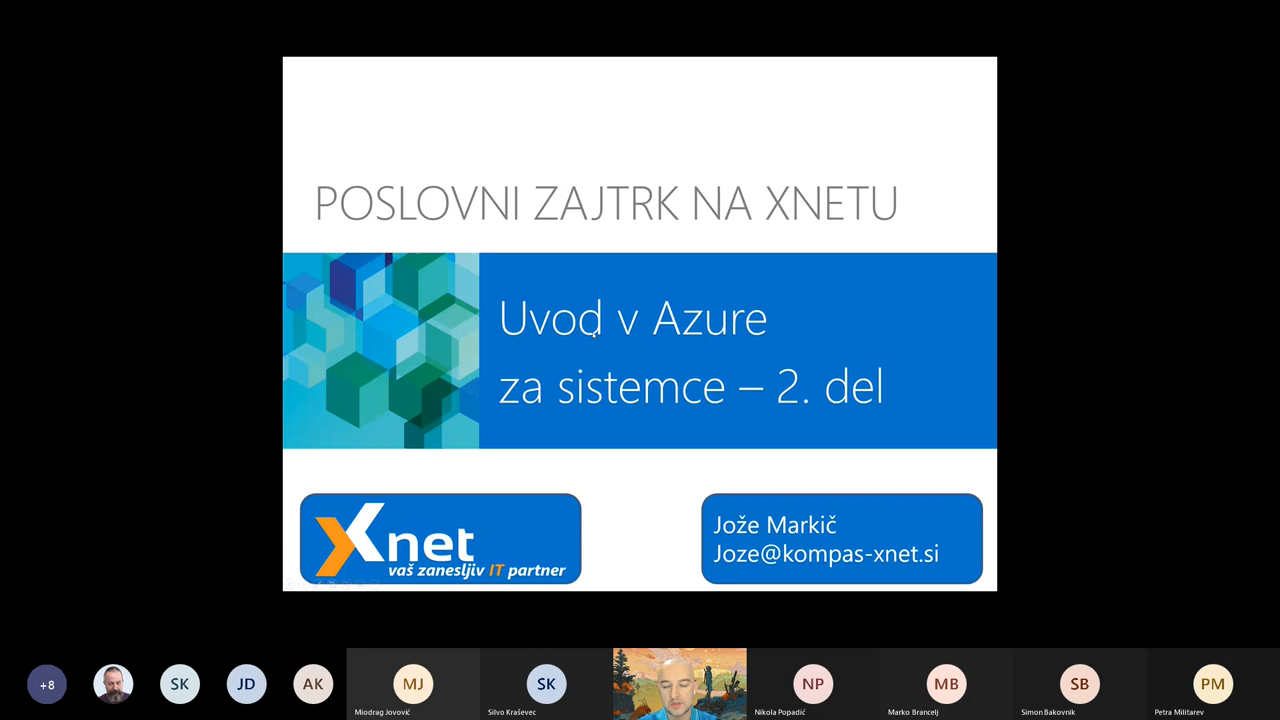 POSLOVNI ZAJTRK NA XNETU
Uvod v Azure
za sistemce – 2. del
Xnet
vaš zanesljiv IT partner
Jože Markič
Joze@kompas-xnet.si
+8
SK
JD
AK
MJ
SK
NP
MB
SB
PM
Miodrag Jovović
Silvo Kraševec
Nikola Popadić
Marko Brancelj
Simon Bakovnik
Petra Militarev